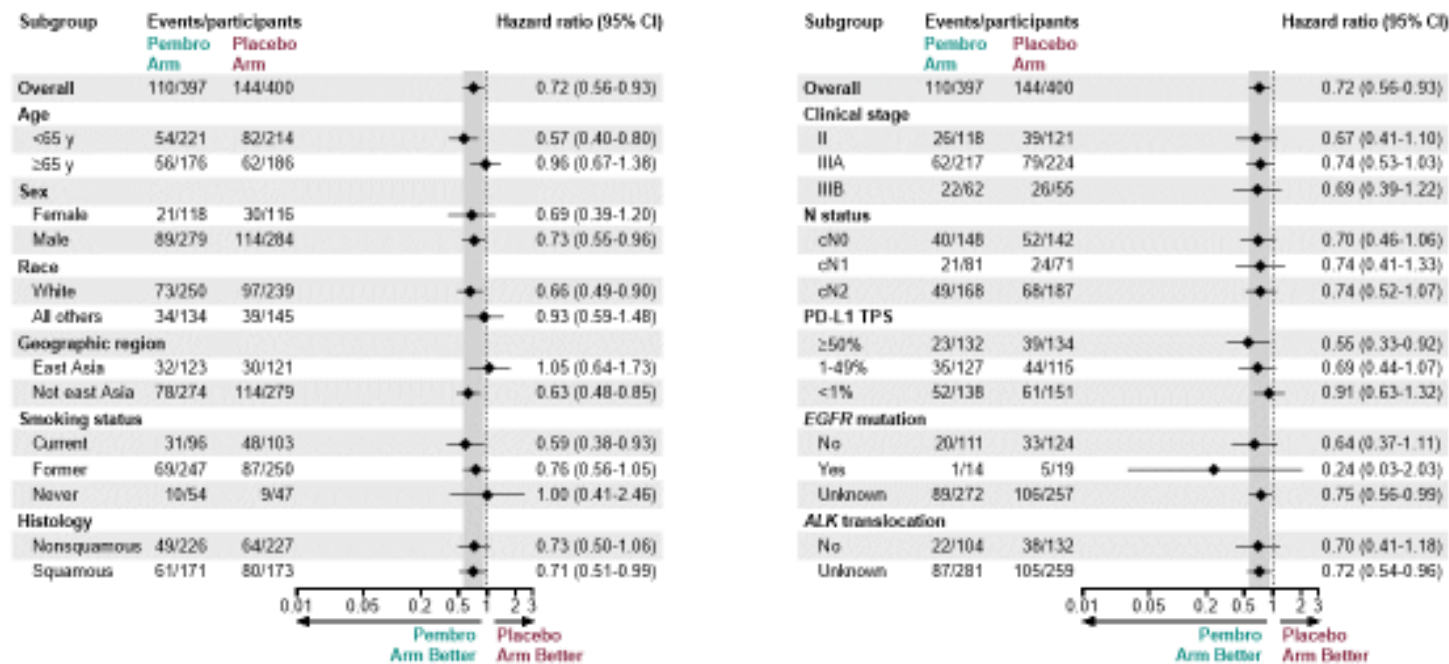 Subgroup Events/participants Hazard ratio (95% CI)
Pembro Placebo
Arm Arm
Overall 110/397 144/400 0.72 (0.56-0.93)
Age
<65 y 54/221 82/214 0.57 (0.40-0.80)
≥65 y 56/176 62/186 0.96 (0.67-1.38)
Sex
Female 21/118 30/116 0.69 (0.39-1.20)
Male 89/279 114/284 0.73 (0.55-0.96)
Race
White 73/250 97/239 0.66 (0.49-0.90)
All others 34/134 39/145 0.93 (0.59-1.48)
Geographic region
East Asia 32/123 30/121 1.05 (0.64-1.73)
Not east Asia 78/274 114/279 0.63 (0.48-0.85)
Smoking status
Current 31/96 48/103 0.59 (0.38-0.93)
Former 69/247 87/250 0.76 (0.56-1.05)
Never 10/54 9/47 1.00 (0.41-2.46)
Histology
Nonsquamous 49/226 64/227 0.73 (0.50-1.06)
Squamous 61/171 80/173 0.71 (0.51-0.99)
0.01 0.05 0.2 0.5 1 2 3
Pembro Placebo
Arm Better Arm Better
Subgroup Events/participants Hazard ratio (95% CI)
Pembro Placebo
Arm Arm
Overall 110/397 144/400 0.72 (0.56-0.93)
Clinical stage
II 26/118 39/121 0.67 (0.41-1.10)
IIIA 62/217 79/224 0.74 (0.53-1.03)
IIIB 22/62 26/55 0.69 (0.39-1.22)
N status
cN0 40/148 52/142 0.70 (0.46-1.06)
cN1 21/81 24/71 0.74 (0.41-1.33)
cN2 49/168 68/187 0.74 (0.52-1.07)
PD-L1 TPS
≥50% 23/132 39/134 0.55 (0.33-0.92)
1-49% 35/127 44/115 0.69 (0.44-1.07)
<1% 52/138 61/151 0.91 (0.63-1.32)
EGFR mutation
No 20/111 33/124 0.64 (0.37-1.11)
Yes 1/14 5/19 0.24 (0.03-2.03)
Unknown 89/272 106/257 0.75 (0.56-0.99)
ALK translocation
No 22/104 38/132 0.70 (0.41-1.18)
Unknown 87/281 105/259 0.72 (0.54-0.96)
0.01 0.05 0.2 0.5 1 2 3
Pembro Placebo
Arm Better Arm Better